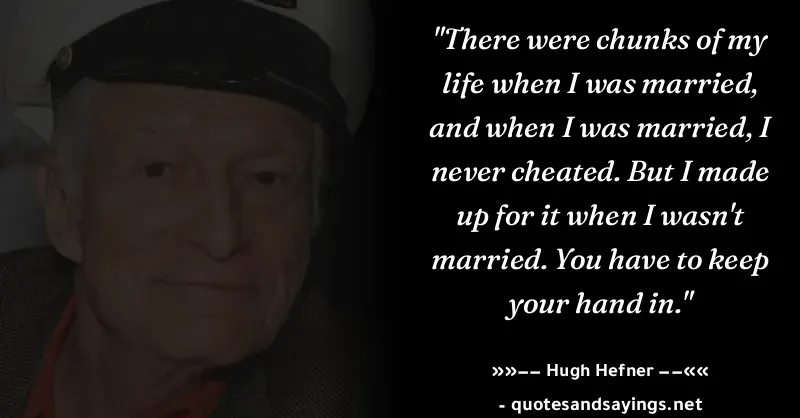 "There were chunks of my
life when I was married,
and when I was married, I
never cheated. But I made
up for it when I wasn't
married. You have to keep
your hand in."
»»–– Hugh Hefner ––««
- quotesandsayings.net